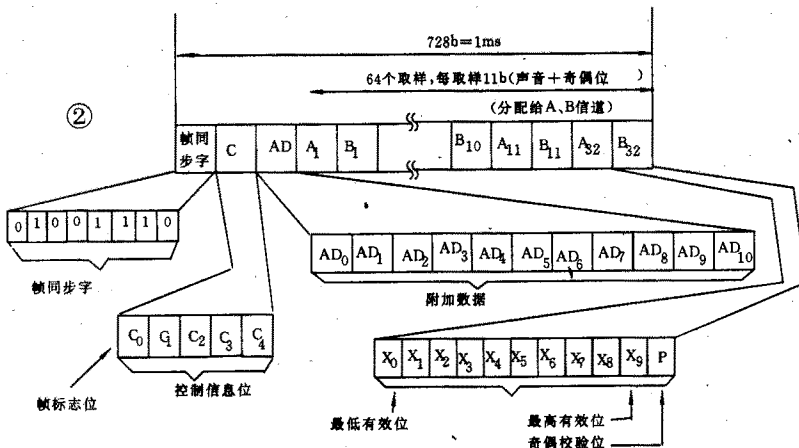 728b=1ms
64个取样,每取样11b(声音+奇偶位 )
(分配给A、B信道)
②
帧同步字 C AD A1 B1 B10 A11 B11 A32 B32
0 1 0 0 1 1 1 0
帧同步字
AD0 AD1 AD2 AD3 AD4 AD5 AD6 AD7 AD8 AD9 AD10
附加数据
C0 C1 C2 C3 C4
控制信息位
帧标志位
X0 X1 X2 X3 X4 X5 X6 X7 X8 X9 P
最低有效位
最高有效位
奇偶校验位